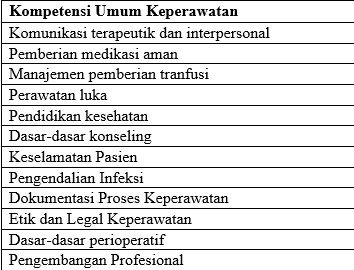 Kompetensi Umum Keperawatan
Komunikasi terapeutik dan interpersonal
Pemberian medikasi aman
Manajemen pemberian tranfusi
Perawatan luka
Pendidikan kesehatan
Dasar-dasar konseling
Keselamatan Pasien
Pengendalian Infeksi
Dokumentasi Proses Keperawatan
Etik dan Legal Keperawatan
Dasar-dasar perioperatif
Pengembangan Profesional